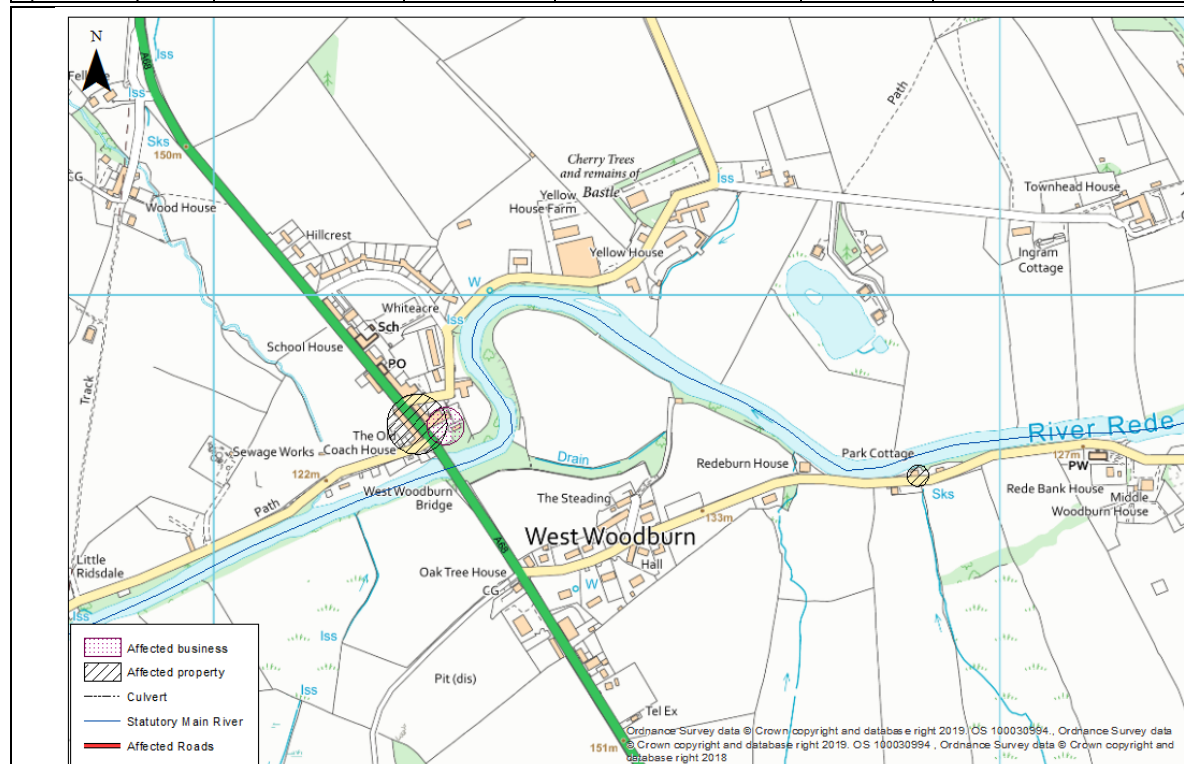 N
Iss
A68
Iss
Sks
150m
CG
Wood House
Path
Cherry Trees
and remains of
Bastle
Iss
Townhead House
Yellow
House Farm
Hillcrest
Yellow House
Ingram
Cottage
W
Whiteacre
Iss
Sch
School House
PO
Track
The Old
Coach House
Sewage Works
122m
Drain
River Rede
Park Cottage
127m
PW
Redeburn House
Sks
Rede Bank House
Middle
Woodburn House
Path
West Woodburn
Bridge
The Steading
133m
West Woodburn
A68
Hall
Little
Ridsdale
Oak Tree House
CG
W
Iss
Iss
Iss
Pit (dis)
Tel Ex
151m
Affected business
Affected property
Culvert
Statutory Main River
Affected Roads
Ordnance Survey data © Crown copyright and database right 2019. OS 100030994., Ordnance Survey data
© Crown copyright and database right 2019. OS 100030994 , Ordnance Survey data © Crown copyright and
database right 2018